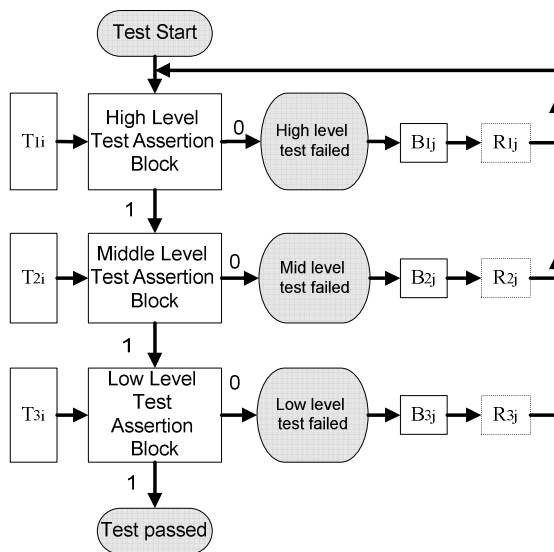 Test Start
T1i
High Level
Test Assertion
Block
0
High level
test failed
B1j
R1j
1
T2i
Middle Level
Test Assertion
Block
0
Mid level
test failed
B2j
R2j
1
T3i
Low Level
Test
Assertion
Block
0
Low level
test failed
B3j
R3j
1
Test passed